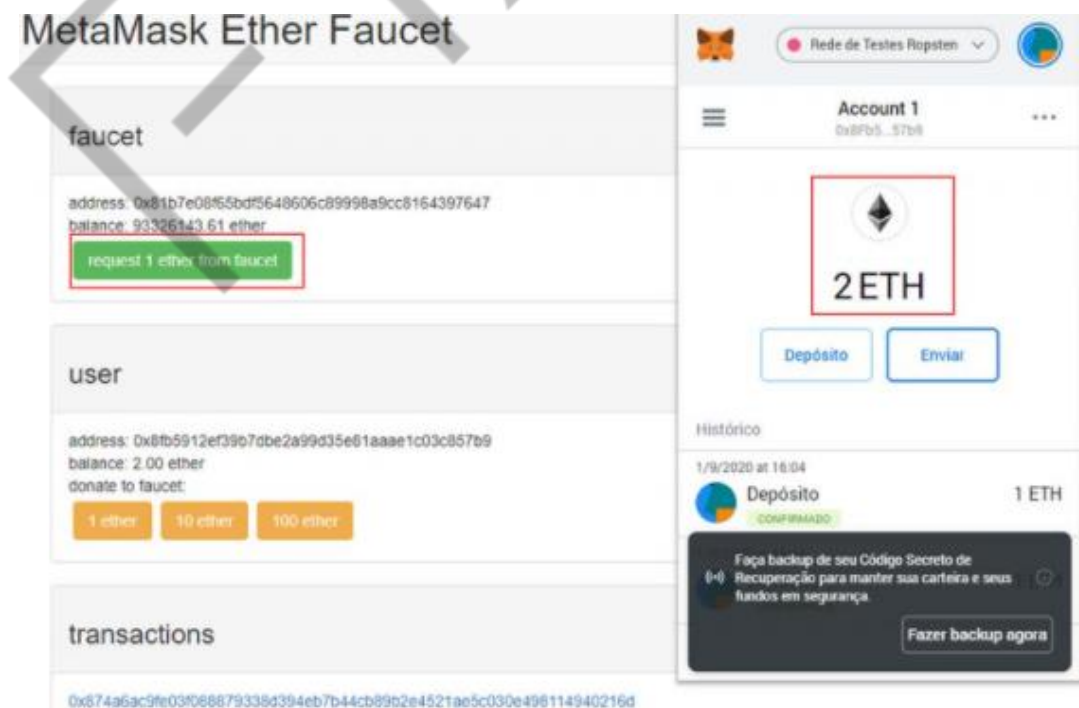 MetaMask Ether Faucet
faucet
address: 0x81b7e08f65bdf5648606c89998a9cc8164397647
balance: 93326143.61 ether
request 1 ether from faucet
user
address: 0x8fb5912ef39b7dbe2a99d35e81aaae1c03c857b9
balance: 2.00 ether
donate to faucet:
1 ether
10 ether
100 ether
transactions
0x874a6ac9fe03f088879338d394eb7b44cb89b2e4521ae5c030e498114940216d
Rede de Testes Ropsten
Account 1
0x8Fb5...57b9
2 ETH
Depósito
Enviar
Histórico
1/9/2020 at 16:04
Depósito
1 ETH
CONFIRMADO
Faça backup de seu Código Secreto de
Recuperação para manter sua carteira e seus
fundos em segurança.
Fazer backup agora